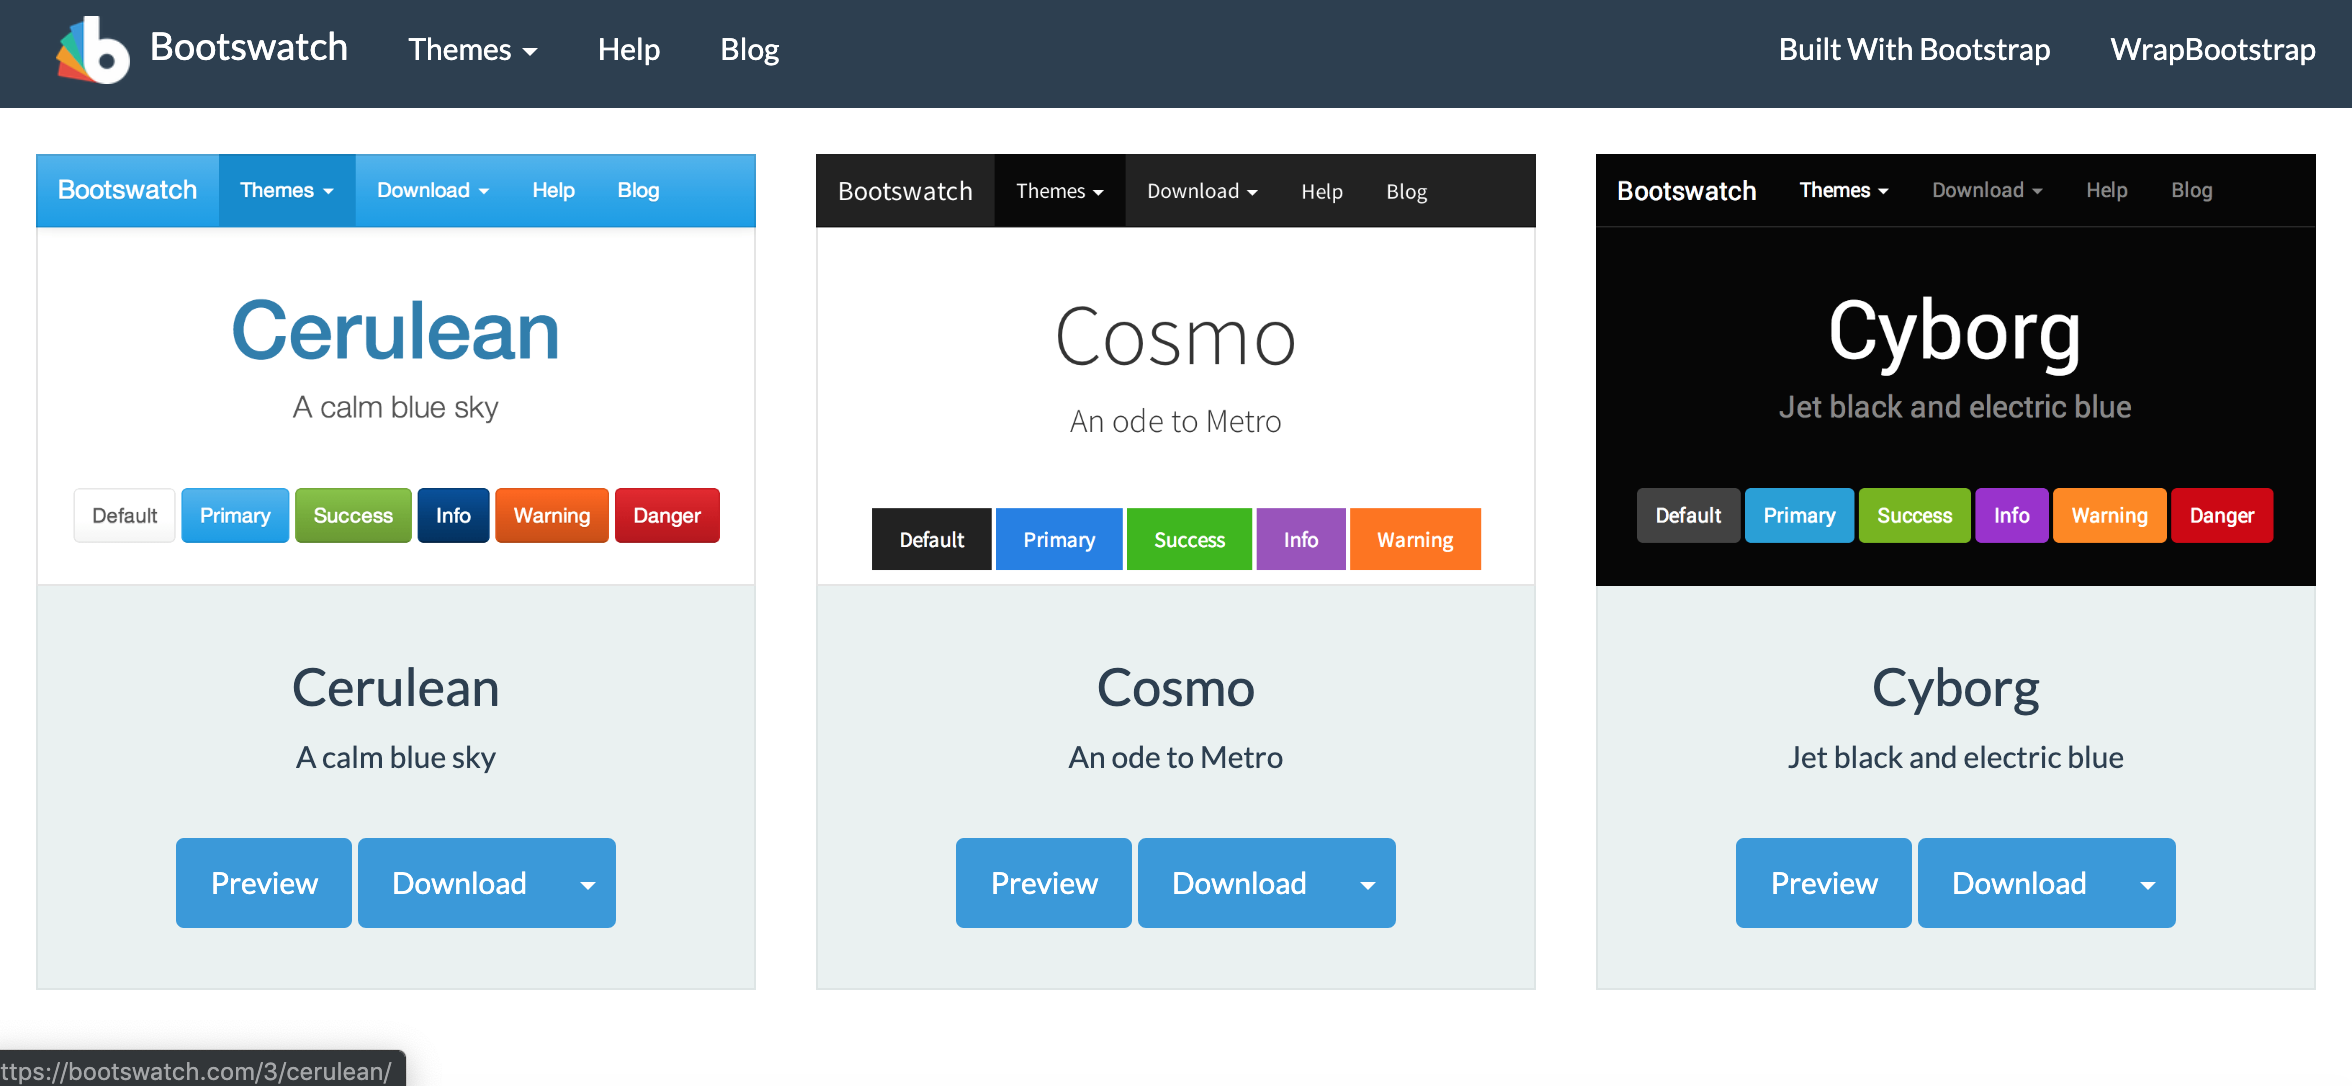 Bootswatch Themes Help Blog Built With Bootstrap WrapBootstrap
Bootswatch Themes Download Help Blog
Cerulean
A calm blue sky
Default Primary Success Info Warning Danger
Cerulean
A calm blue sky
Preview Download
Bootswatch Themes Download Help Blog
Cosmo
An ode to Metro
Default Primary Success Info Warning
Cosmo
An ode to Metro
Preview Download
Bootswatch Themes Download Help Blog
Cyborg
Jet black and electric blue
Default Primary Success Info Warning Danger
Cyborg
Jet black and electric blue
Preview Download
ttps://bootswatch.com/3/cerulean/